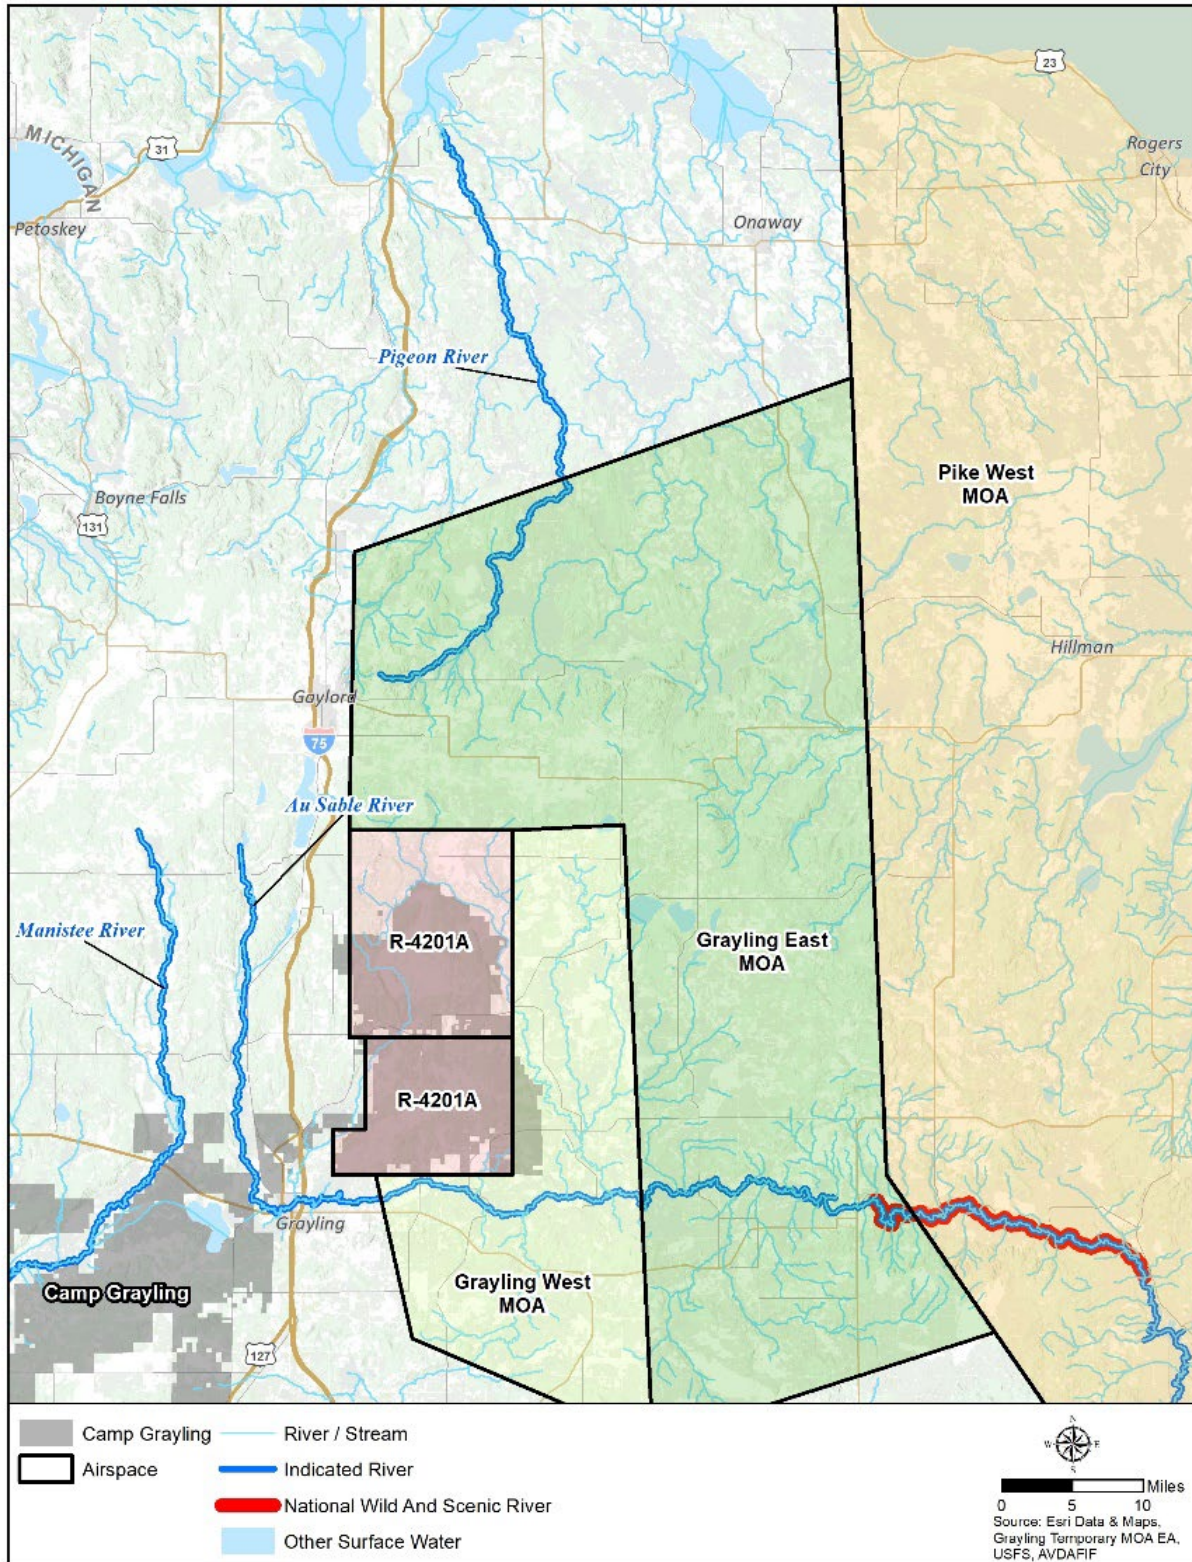 23
MICHIGAN
31
Rogers
City
Petoskey
Onaway
Pigeon River
Pike West
MOA
Boyne Falls
131
Hillman
Gaylord
75
Au Sable River
Manistee River
R-4201A
Grayling East
MOA
R-4201A
Grayling
Grayling West
MOA
Camp Grayling
127
Camp Grayling
River / Stream
Airspace
Indicated River
National Wild And Scenic River
Other Surface Water
N
W E
S
Miles
0 5 10
Source: Esri Data & Maps,
Grayling Temporary MOA EA,
USFS, AVDAFIF